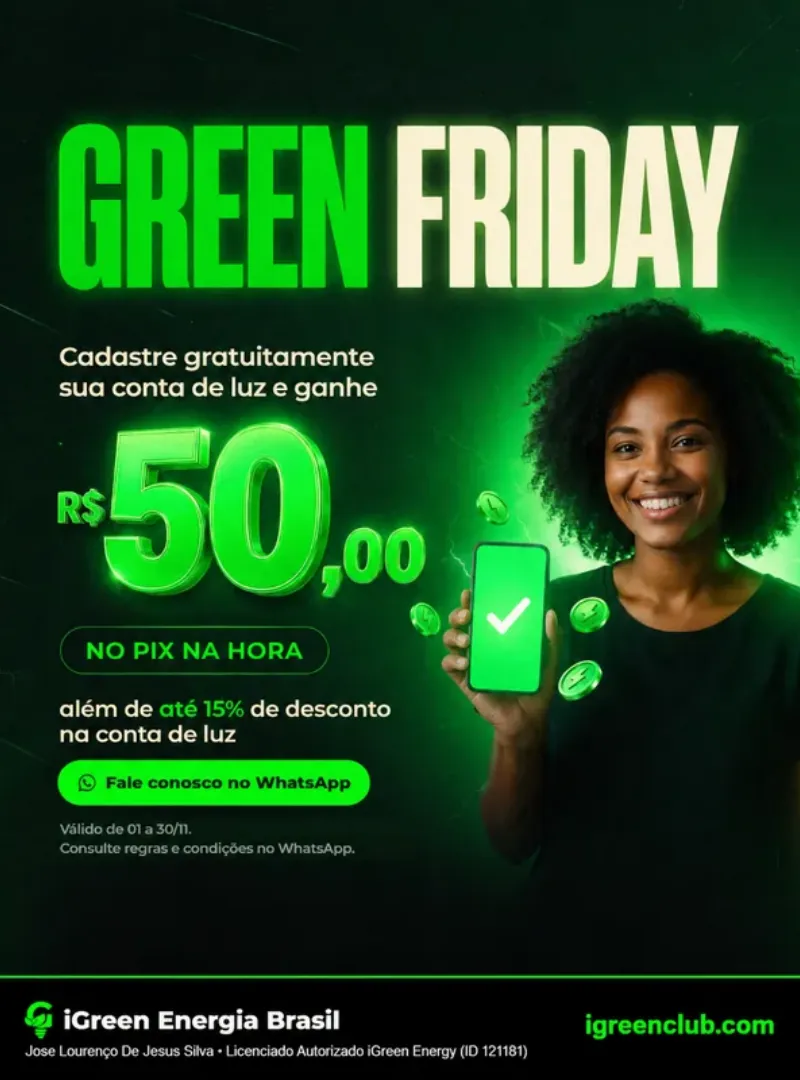 GREEN FRIDAY
Cadastre gratuitamente
sua conta de luz e ganhe
R$50,00
NO PIX NA HORA
além de até 15% de desconto
na conta de luz
Fale conosco no WhatsApp
Válido de 01 a 30/11.
Consulte regras e condições no WhatsApp.
iGreen Energia Brasil
igreenclub.com
Jose Lourenço De Jesus Silva • Licenciado Autorizado iGreen Energy (ID 121181)